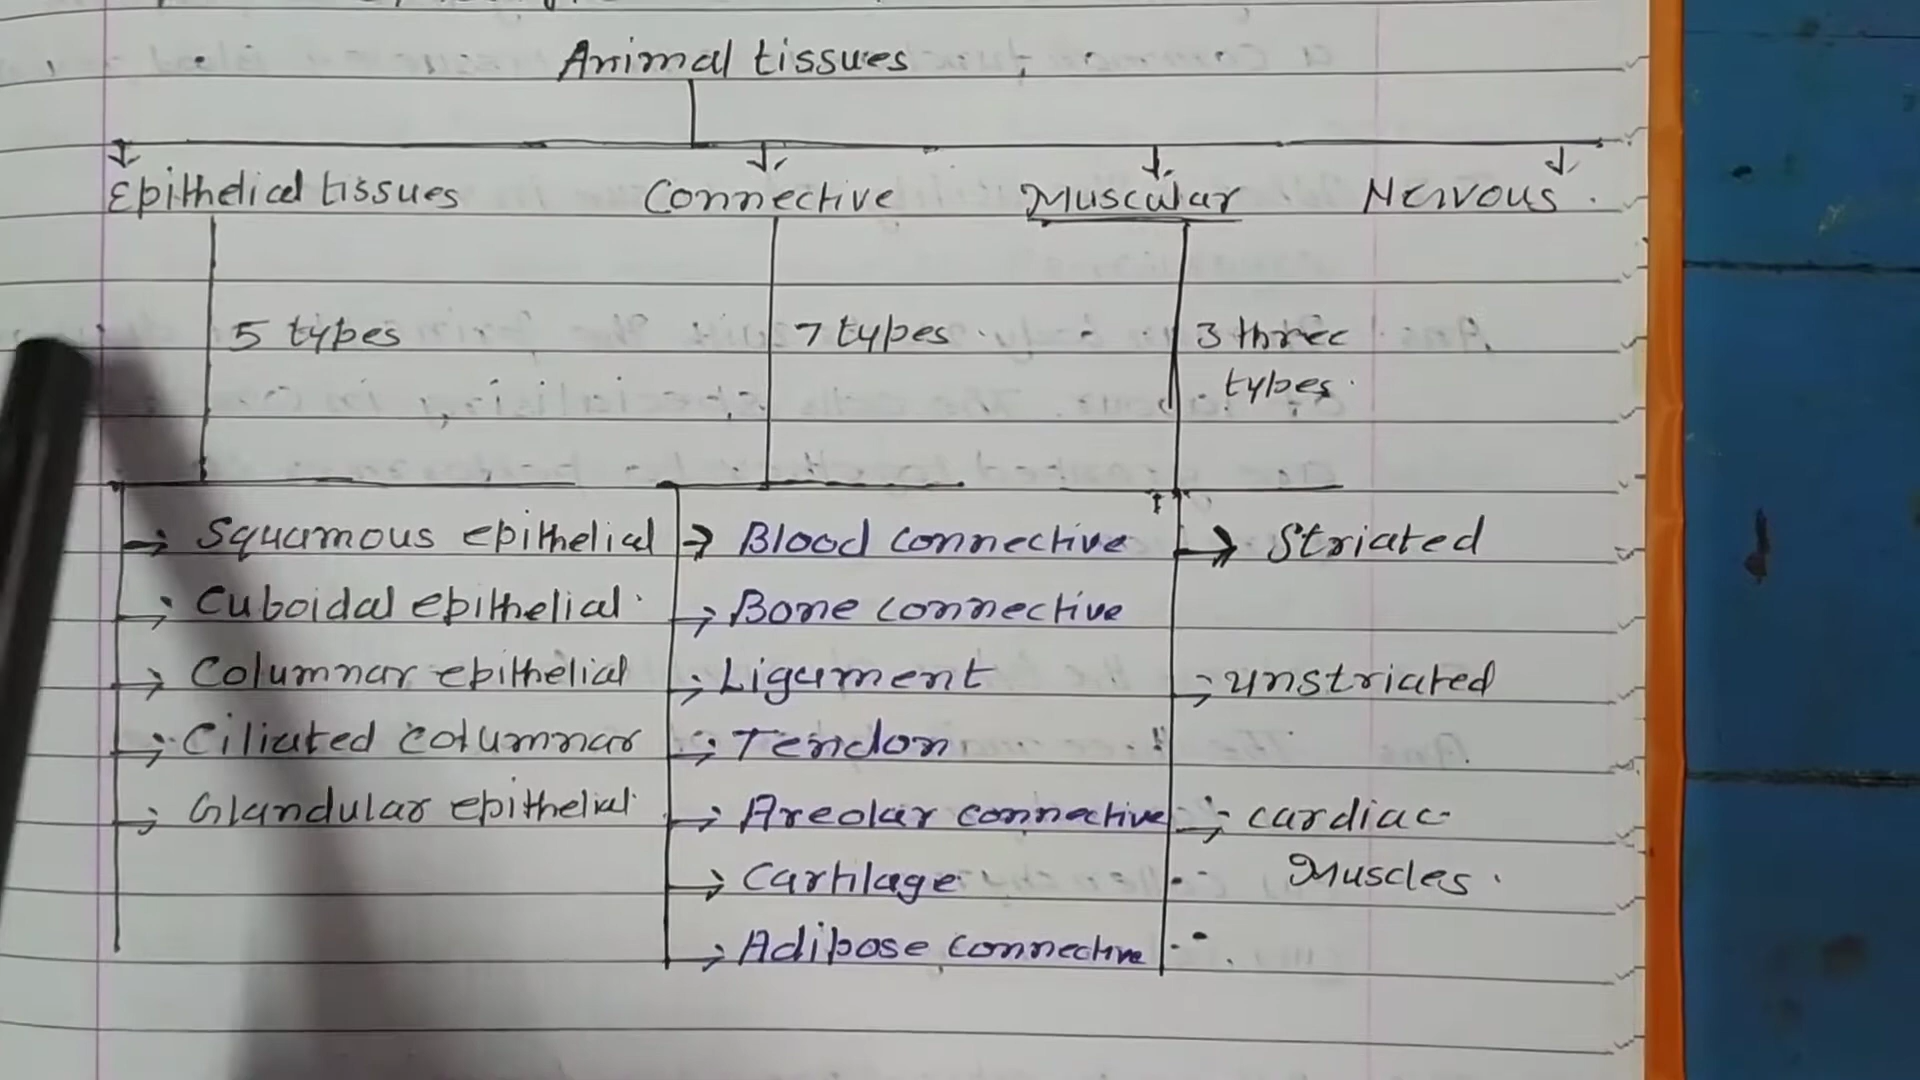 Animal tissues
Epithelical tissues Connective Muscular Nervous.
5 types 7 types. 3 three
types.
Squamous epithelial Blood connective Striated
Cuboidal epithelial. Bone connective
Columnar epithelial Ligament unstriated
Ciliated columnar Tendon
Glandular epithelial. Areolar connective cardiac
Cartilage Muscles.
Adipose connective